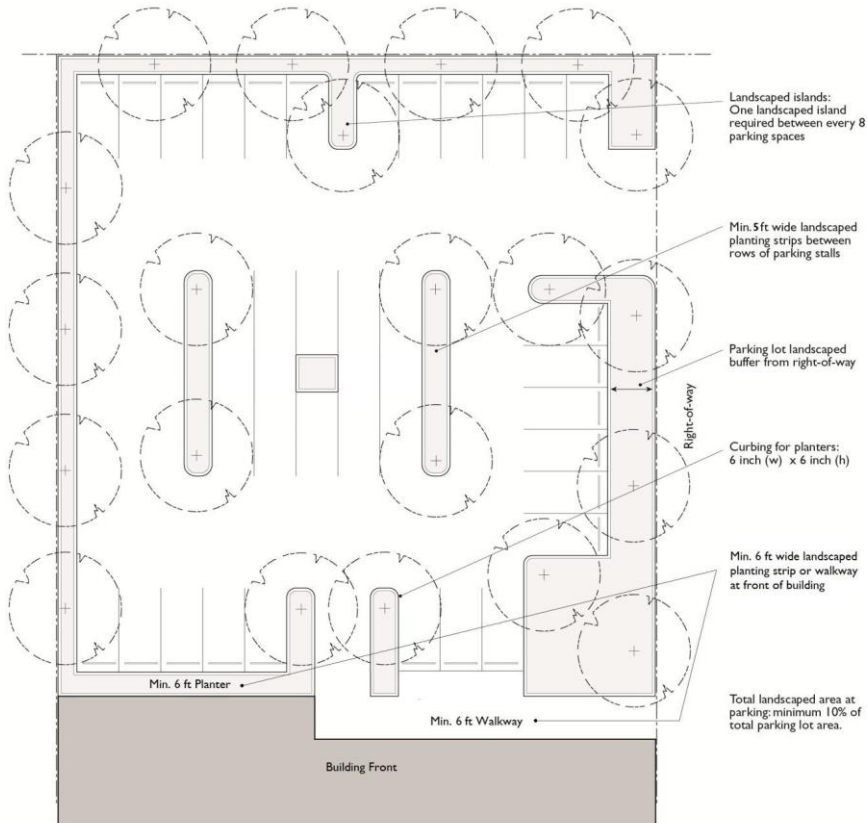 Landscaped islands:
One landscaped island
required between every 8
parking spaces
Min. 5ft wide landscaped
planting strips between
rows of parking stalls
Parking lot landscaped
buffer from right-of-way
Right-of-way
Curbing for planters:
6 inch (w) x 6 inch (h)
Min. 6 ft wide landscaped
planting strip or walkway
at front of building
Min. 6 ft Planter
Min. 6 ft Walkway
Total landscaped area at
parking: minimum 10% of
total parking lot area.
Building Front